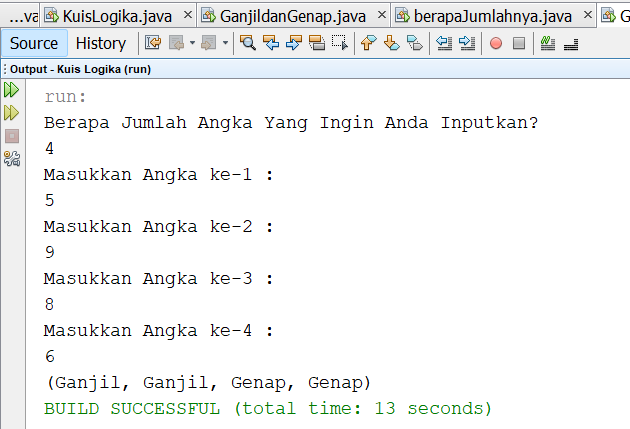 ...va KuisLogika.java × GanjildanGenap.java × berapaJumlahnya.java × G
Source History
Output - Kuis Logika (run)
run:
Berapa Jumlah Angka Yang Ingin Anda Inputkan?
4
Masukkan Angka ke-1 :
5
Masukkan Angka ke-2 :
9
Masukkan Angka ke-3 :
8
Masukkan Angka ke-4 :
6
(Ganjil, Ganjil, Genap, Genap)
BUILD SUCCESSFUL (total time: 13 seconds)